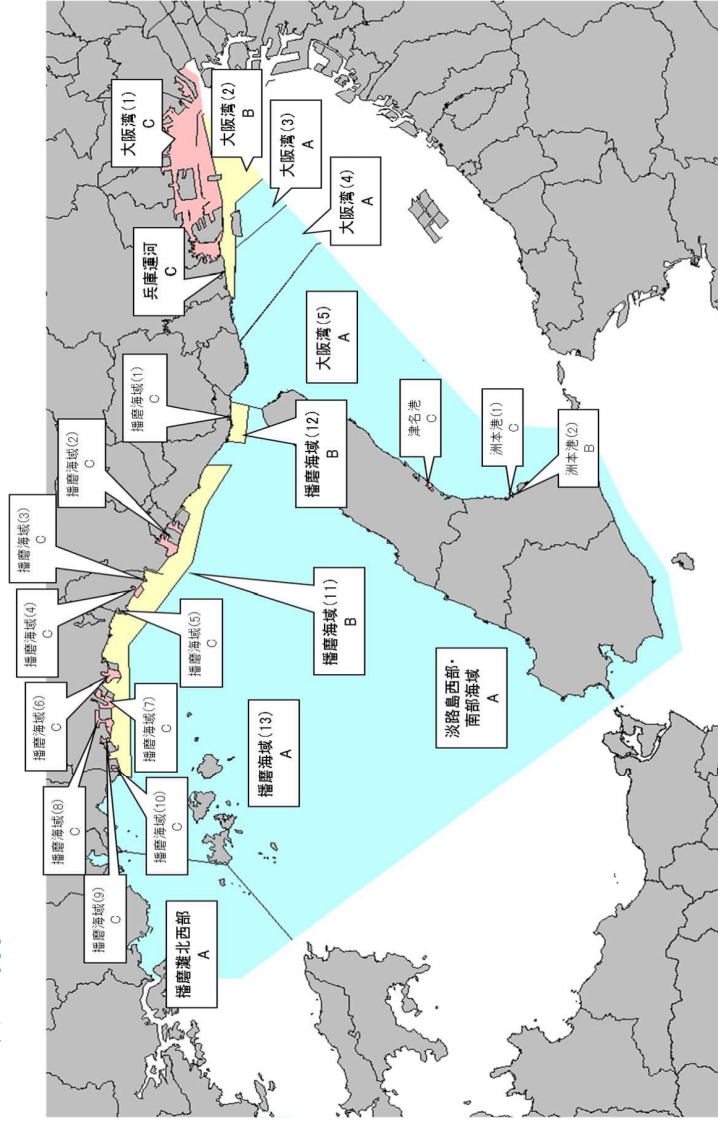 大阪湾(1)
C
大阪湾(2)
B
大阪湾(3)
A
大阪湾(4)
A
兵庫運河
C
大阪湾(5)
A
播磨海域(1)
C
播磨海域(12)
B
津名港
C
洲本港(1)
C
洲本港(2)
B
播磨海域(2)
C
播磨海域(3)
C
播磨海域(4)
C
播磨海域(5)
C
播磨海域(11)
B
播磨海域(6)
C
播磨海域(7)
C
播磨海域(13)
A
淡路島西部・
南部海域
A
播磨海域(8)
C
播磨海域(10)
C
播磨海域(9)
C
播磨灘北西部
A